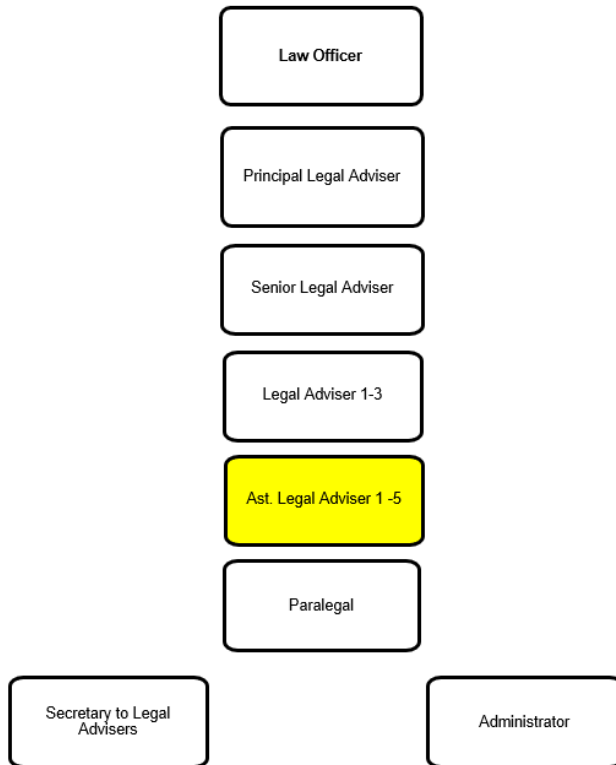 Law Officer
Principal Legal Adviser
Senior Legal Adviser
Legal Adviser 1-3
Ast. Legal Adviser 1 -5
Paralegal
Secretary to Legal
Advisers
Administrator